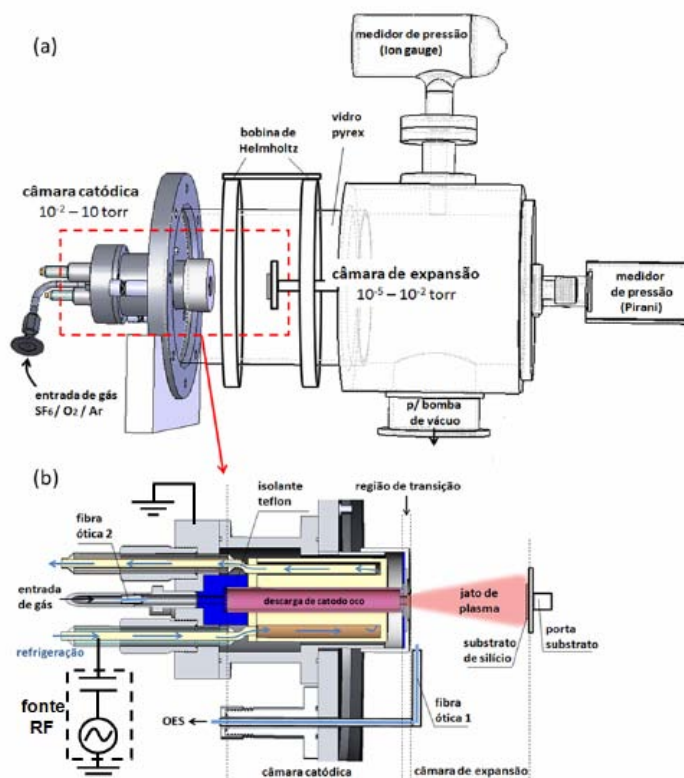 medidor de pressão
(Ion gauge)
(a)
vidro
pyrex
bobina de
Helmholtz
câmara catódica
10⁻² – 10 torr
câmara de expansão
10⁻⁵ – 10⁻² torr
medidor
de pressão
(Pirani)
entrada de gás
SF₆/ O₂ / Ar
p/ bomba
de vácuo
(b)
isolante
teflon
região de transição
fibra
ótica 2
entrada
de gás
descarga de catodo oco
jato de
plasma
refrigeração
substrato
de silício
porta
substrato
fonte
RF
OES
fibra
ótica 1
câmara catódica
câmara de expansão